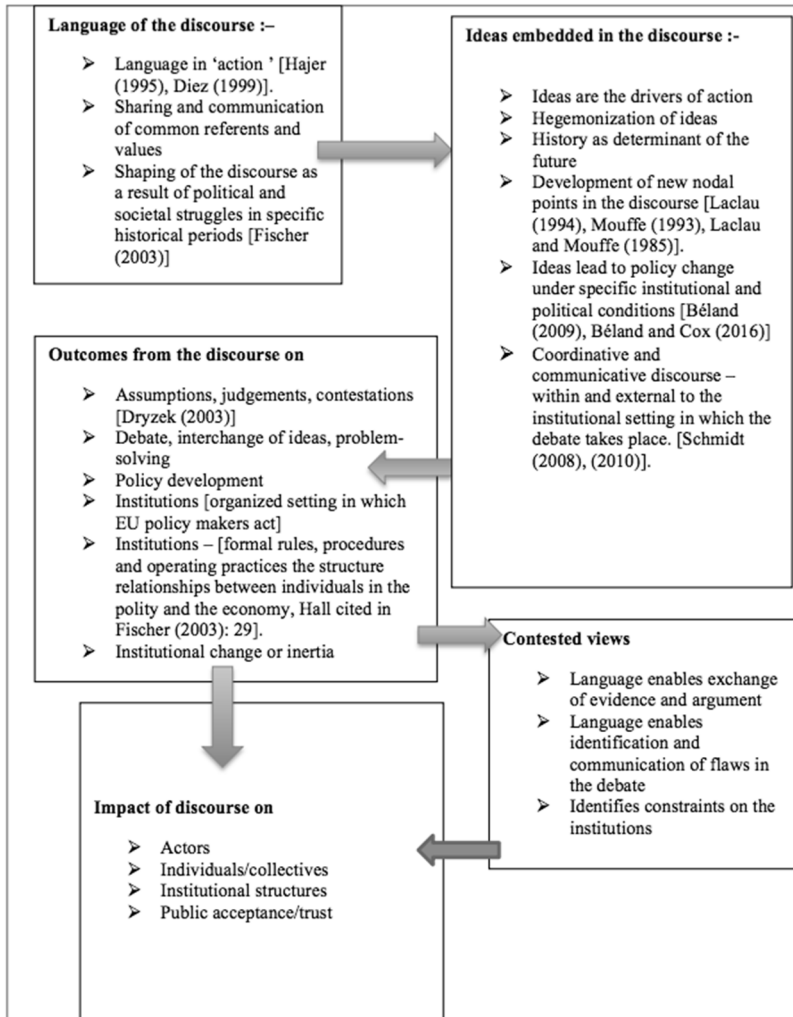 Language of the discourse :–
➢ Language in ‘action ’ [Hajer
(1995), Diez (1999)].
➢ Sharing and communication
of common referents and
values
➢ Shaping of the discourse as
a result of political and
societal struggles in specific
historical periods [Fischer
(2003)]
Ideas embedded in the discourse :-
➢ Ideas are the drivers of action
➢ Hegemonization of ideas
➢ History as determinant of the
future
➢ Development of new nodal
points in the discourse [Laclau
(1994), Mouffe (1993), Laclau
and Mouffe (1985)].
➢ Ideas lead to policy change
under specific institutional and
political conditions [Béland
(2009), Béland and Cox (2016)]
➢ Coordinative and
communicative discourse –
within and external to the
institutional setting in which the
debate takes place. [Schmidt
(2008), (2010)].
Outcomes from the discourse on
➢ Assumptions, judgements, contestations
[Dryzek (2003)]
➢ Debate, interchange of ideas, problem-
solving
➢ Policy development
➢ Institutions [organized setting in which
EU policy makers act]
➢ Institutions – [formal rules, procedures
and operating practices the structure
relationships between individuals in the
polity and the economy, Hall cited in
Fischer (2003): 29].
➢ Institutional change or inertia
Contested views
➢ Language enables exchange
of evidence and argument
➢ Language enables
identification and
communication of flaws in
the debate
➢ Identifies constraints on the
institutions
Impact of discourse on
➢ Actors
➢ Individuals/collectives
➢ Institutional structures
➢ Public acceptance/trust